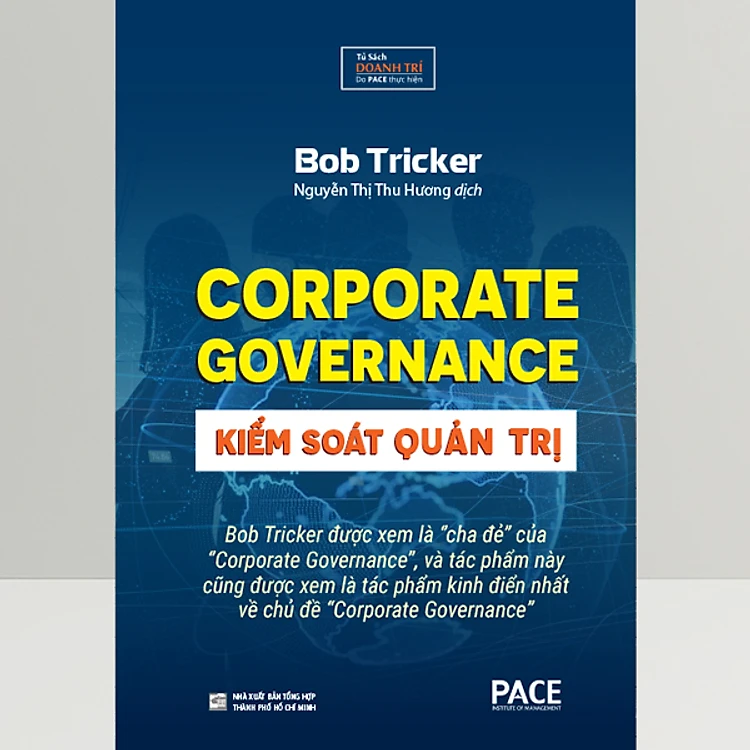 Tủ Sách
DOANH TRÍ
Do PACE thực hiện
Bob Tricker
Nguyễn Thị Thu Hương dịch
CORPORATE
GOVERNANCE
KIỂM SOÁT QUẢN TRỊ
Bob Tricker được xem là “cha đẻ” của
“Corporate Governance”, và tác phẩm này
cũng được xem là tác phẩm kinh điển nhất
về chủ đề “Corporate Governance”
NHÀ XUẤT BẢN TỔNG HỢP
THÀNH PHỐ HỒ CHÍ MINH
PACE
INSTITUTE OF MANAGEMENT